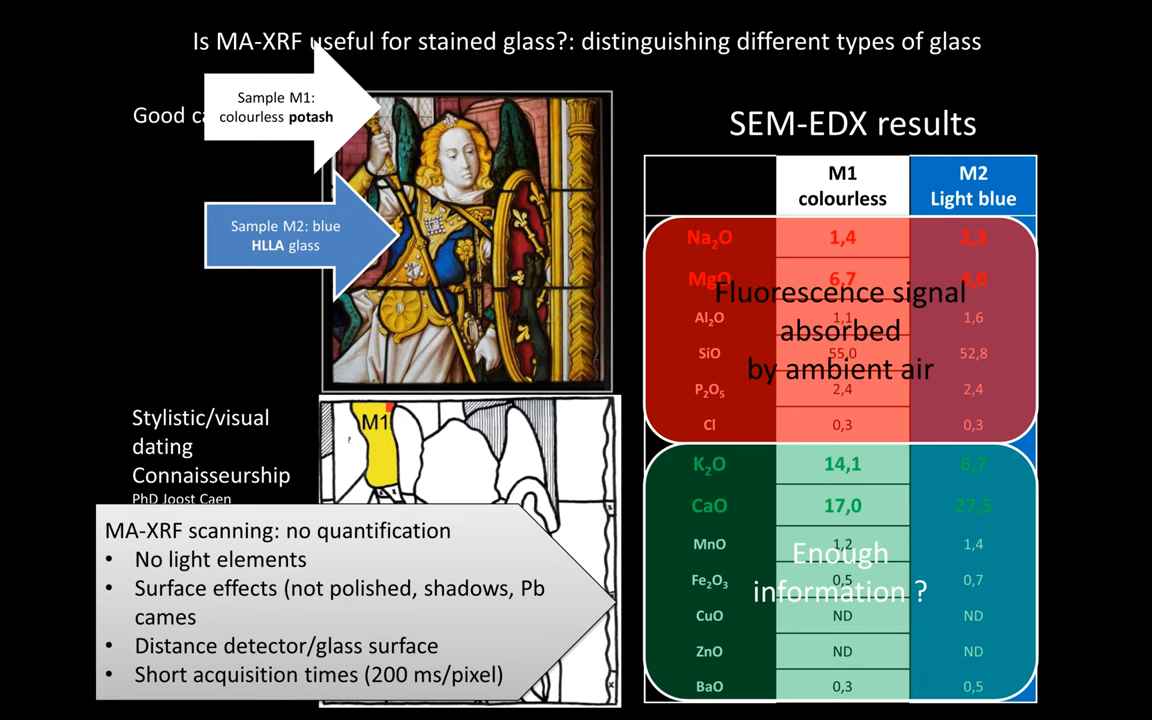 Is MA-XRF useful for stained glass?: distinguishing different types of glass
Good ca
Sample M1:
colourless potash
Sample M2: blue
HLLA glass
Stylistic/visual
dating
Connaisseurship
PhD Joost Caen
M1
MA-XRF scanning: no quantification
• No light elements
• Surface effects (not polished, shadows, Pb
cames
• Distance detector/glass surface
• Short acquisition times (200 ms/pixel)
SEM-EDX results
M1 M2
colourless Light blue
Na2O 1,4 2,3
MgO 6,7 4,0
Fluorescence signal
Al2O 1,1 1,6
absorbed
SiO 55,0 52,8
by ambient air
P2O5 2,4 2,4
Cl 0,3 0,3
K2O 14,1 6,7
CaO 17,0 27,5
MnO 1,2 1,4
Enough
Fe2O3 0,5 0,7
information ?
CuO ND ND
ZnO ND ND
BaO 0,3 0,5